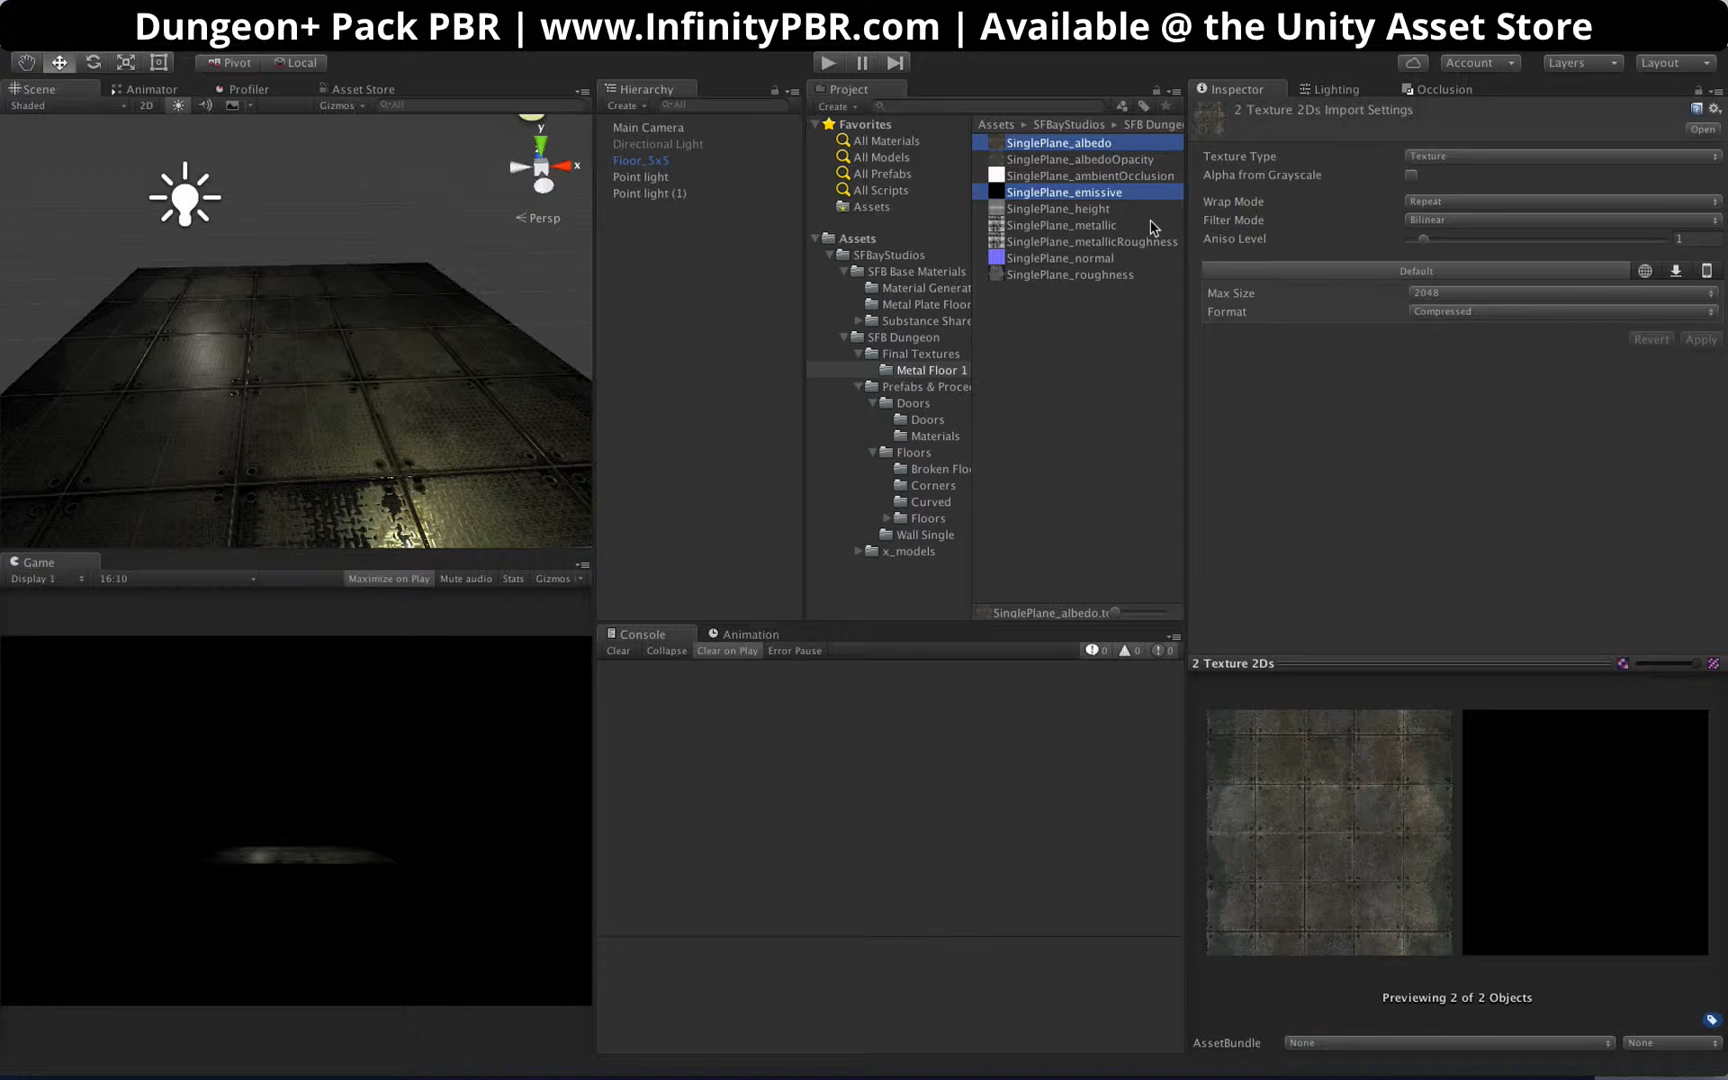 Dungeon+ Pack PBR | www.InfinityPBR.com | Available @ the Unity Asset Store
Pivot
Local
Account
Layers
Layout
Scene
Animator
Profiler
Asset Store
Shaded
2D
Gizmos
All
y
x
Persp
Hierarchy
Create
All
Main Camera
Directional Light
Floor_5x5
Point light
Point light (1)
Project
Create
Favorites
All Materials
All Models
All Prefabs
All Scripts
Assets
Assets
SFBayStudios
SFB Base Materials
Material Generat
Metal Plate Floor
Substance Share
SFB Dungeon
Final Textures
Metal Floor 1
Prefabs & Proce
Doors
Doors
Materials
Floors
Broken Flo
Corners
Curved
Floors
Wall Single
x_models
Assets ▸ SFBayStudios ▸ SFB Dunge
SinglePlane_albedo
SinglePlane_albedoOpacity
SinglePlane_ambientOcclusion
SinglePlane_emissive
SinglePlane_height
SinglePlane_metallic
SinglePlane_metallicRoughness
SinglePlane_normal
SinglePlane_roughness
SinglePlane_albedo.t
Inspector
Lighting
Occlusion
2 Texture 2Ds Import Settings
Open
Texture Type
Texture
Alpha from Grayscale
Wrap Mode
Repeat
Filter Mode
Bilinear
Aniso Level
1
Default
Max Size
2048
Format
Compressed
Revert
Apply
Game
Display 1
16:10
Maximize on Play
Mute audio
Stats
Gizmos
Console
Animation
Clear
Collapse
Clear on Play
Error Pause
0
0
0
2 Texture 2Ds
Previewing 2 of 2 Objects
AssetBundle
None
None